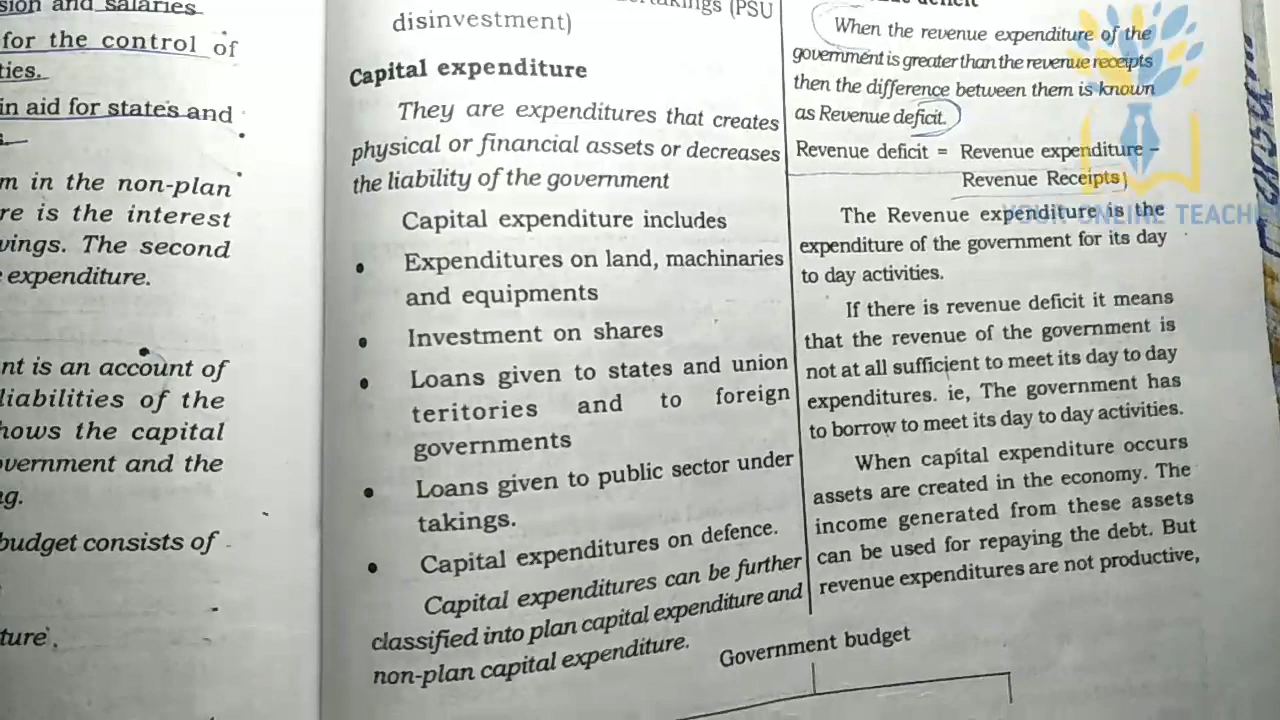 sion and salaries
for the control of
ties.
in aid for states and
m in the non-plan
re is the interest
vings. The second
expenditure.
nt is an account of
liabilities of the
hows the capital
overnment and the
ng.
budget consists of
ture.
takings (PSU
disinvestment)
Capital expenditure
They are expenditures that creates
physical or financial assets or decreases
the liability of the government
Capital expenditure includes
• Expenditures on land, machinaries
and equipments
• Investment on shares
• Loans given to states and union
teritories and to foreign
governments
• Loans given to public sector under
takings.
• Capital expenditures on defence.
Capital expenditures can be further
classified into plan capital expenditure and
non-plan capital expenditure.
deficit
When the revenue expenditure of the
government is greater than the revenue receipts
then the difference between them is known
as Revenue deficit.
Revenue deficit = Revenue expenditure –
Revenue Receipts
YOUR ONLINE TEACH
The Revenue expenditure is the
expenditure of the government for its day
to day activities.
If there is revenue deficit it means
that the revenue of the government is
not at all sufficient to meet its day to day
expenditures. ie, The government has
to borrow to meet its day to day activities.
When capital expenditure occurs
assets are created in the economy. The
income generated from these assets
can be used for repaying the debt. But
revenue expenditures are not productive,
Government budget